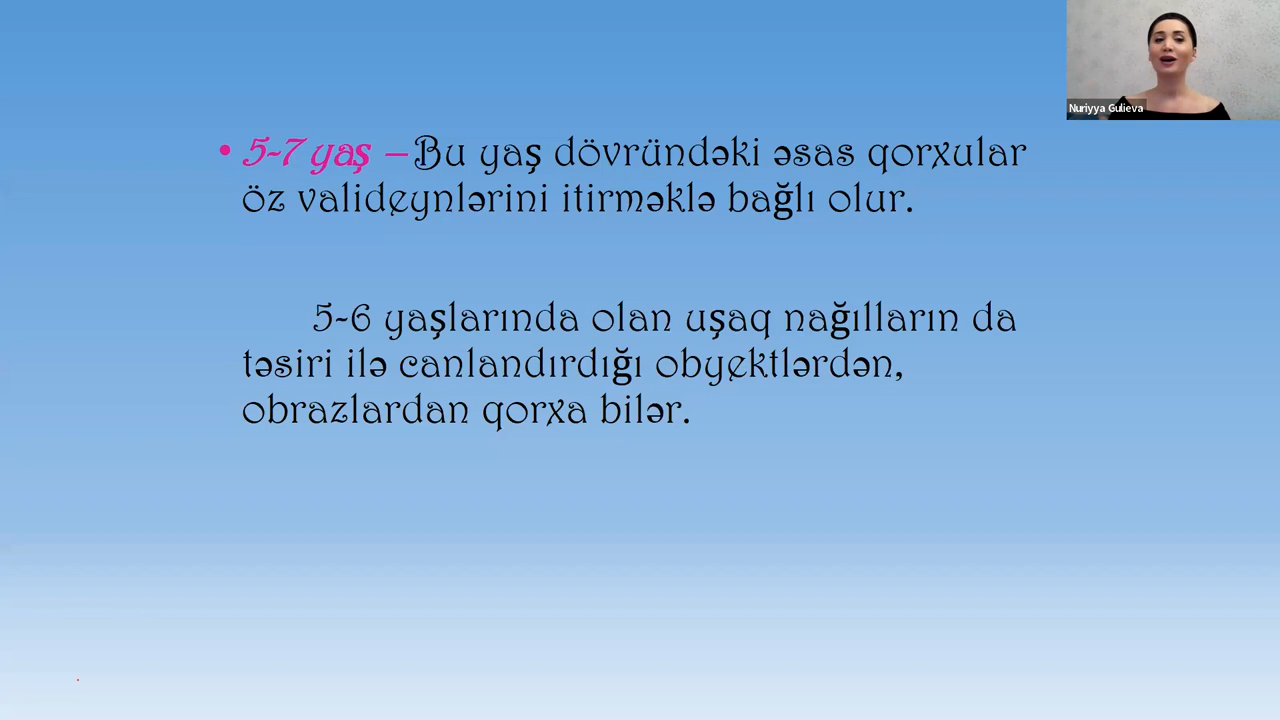 Nuriyya Gulieva
• 5-7 yaş – Bu yaş dövründəki əsas qorxular
öz valideynlərini itirməklə bağlı olur.
5-6 yaşlarında olan uşaq nağılların da
təsiri ilə canlandırdığı obyektlərdən,
obrazlardan qorxa bilər.